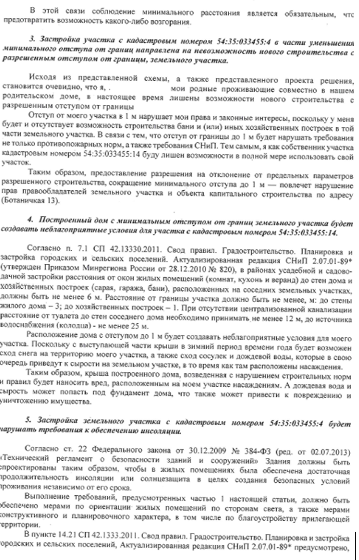 В этой связи соблюдение минимального расстояния является обязательным, что
предотвратить возможность какого-либо возгорания.
3. Застройка участка с кадастровым номером 54:35:033455:4 в части уменьшения
минимального отступа от границ направлена на невозможность нового строительства с
разрешенным отступом от границы, земельного участка.
Исходя из представленной схемы, а также представленного проекта решения,
становится очевидно, что я, мои родные проживающие совместно в нашем
родительском доме, в настоящее время лишены возможности нового строительства с
разрешенным отступом от границы
Отступ от моего участка в 1 м нарушает мои права и законные интересы, поскольку у меня
будет отсутствует возможность строительства бани и (или) иных хозяйственных построек в той
части земельного участка. В связи с тем, что отступ от границы до 1 м будет нарушать требования
не только противопожарных норм, а также требования СНиП. Тем самым, я как собственник участка
кадастровым номером 54:35:033455:14 буду лишен возможности в полной мере использовать свой
участок.
Таким образом, предоставление разрешения на отклонение от предельных параметров
разрешенного строительства, сокращение минимального отступа до 1 м — повлечет нарушение
прав правообладателей земельного участка и объекта капитального строительства по адресу
(Ботаничкая 13).
4. Построенный дом с минимальным отступом от границ земельного участка будет
создавать неблагоприятные условия для участка с кадастровым номером 54:35:033455:14.
Согласно п. 7.1 СП 42.13330.2011. Свод правил. Градостроительство. Планировка и
застройка городских и сельских поселений. Актуализированная редакция СНиП 2.07.01-89*
(утвержден Приказом Минрегиона России от 28.12.2010 № 820), в районах усадебной и садово-
дачной застройки расстояния от окон жилых помещений (комнат, кухонь и веранд) до стен дома и
хозяйственных построек (сарая, гаража, бани), расположенных на соседних земельных участках,
должны быть не менее 6 м. Расстояние от границы участка должно быть не менее, м: до стены
жилого дома – 3; до хозяйственных построек – 1. При отсутствии централизованной канализации
расстояние от туалета до стен соседнего дома необходимо принимать не менее 12 м, до источника
водоснабжения (колодца) - не менее 25 м.
Расположение дома с отступом до 1 м будет создавать неблагоприятные условия для моего
участка. Поскольку с выступающей части крыши в зимний период времени года будет возможен
сход снега на территорию моего участка, а также сход сосулек и дождевой воды, которые в свою
очередь приведут к сырости на земельном участке, в то время как там расположены насаждения.
Таким образом, крыша построенного дома, возведенная с нарушением строительных норм
и правил будет наносить вред, расположенным на моем участке насаждениям. А дождевая вода и
сырость может попасть под фундамент дома, что также может привести к повреждению и
уничтожению имущества.
5. Застройка земельного участка с кадастровым номером 54:35:033455:4 будет
нарушать требования к обеспечению инсоляции.
Согласно ст. 22 Федерального закона от 30.12.2009 № 384-ФЗ (ред. от 02.07.2013)
«Технический регламент о безопасности зданий и сооружений» Здания должны быть
спроектированы таким образом, чтобы в жилых помещениях была обеспечена достаточная
продолжительность инсоляции или солнцезащита в целях создания безопасных условий
проживания независимо от его срока.
Выполнение требований, предусмотренных частью 1 настоящей статьи, должно быть
обеспечено мерами по ориентации жилых помещений по сторонам света, а также мерами
конструктивного и планировочного характера, в том числе по благоустройству прилегающей
территории.
В пункте 14.21 СП 42.1333.2011. Свод правил. Градостроительство. Планировка и застройка
городских и сельских поселений, Актуализированная редакция СНиП 2.07.01-89* предусмотрено